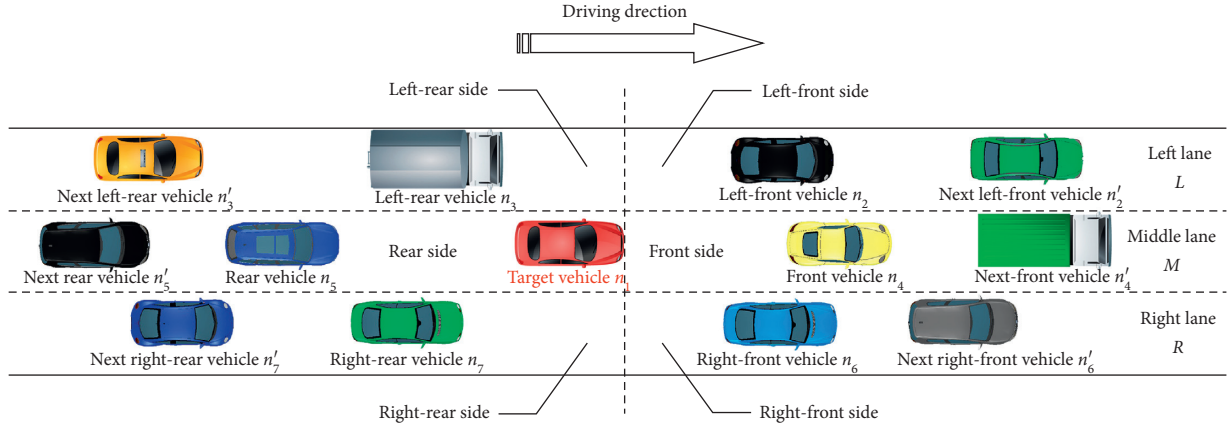 Driving direction
Left-rear side
Left-front side
Left lane
L
Next left-rear vehicle n′₃
Left-rear vehicle n₃
Left-front vehicle n₂
Next left-front vehicle n′₂
Rear side
Front side
Middle lane
M
Next rear vehicle n′₅
Rear vehicle n₅
Target vehicle n₁
Front vehicle n₄
Next-front vehicle n′₄
Right lane
R
Next right-rear vehicle n′₇
Right-rear vehicle n₇
Right-front vehicle n₆
Next right-front vehicle n′₆
Right-rear side
Right-front side